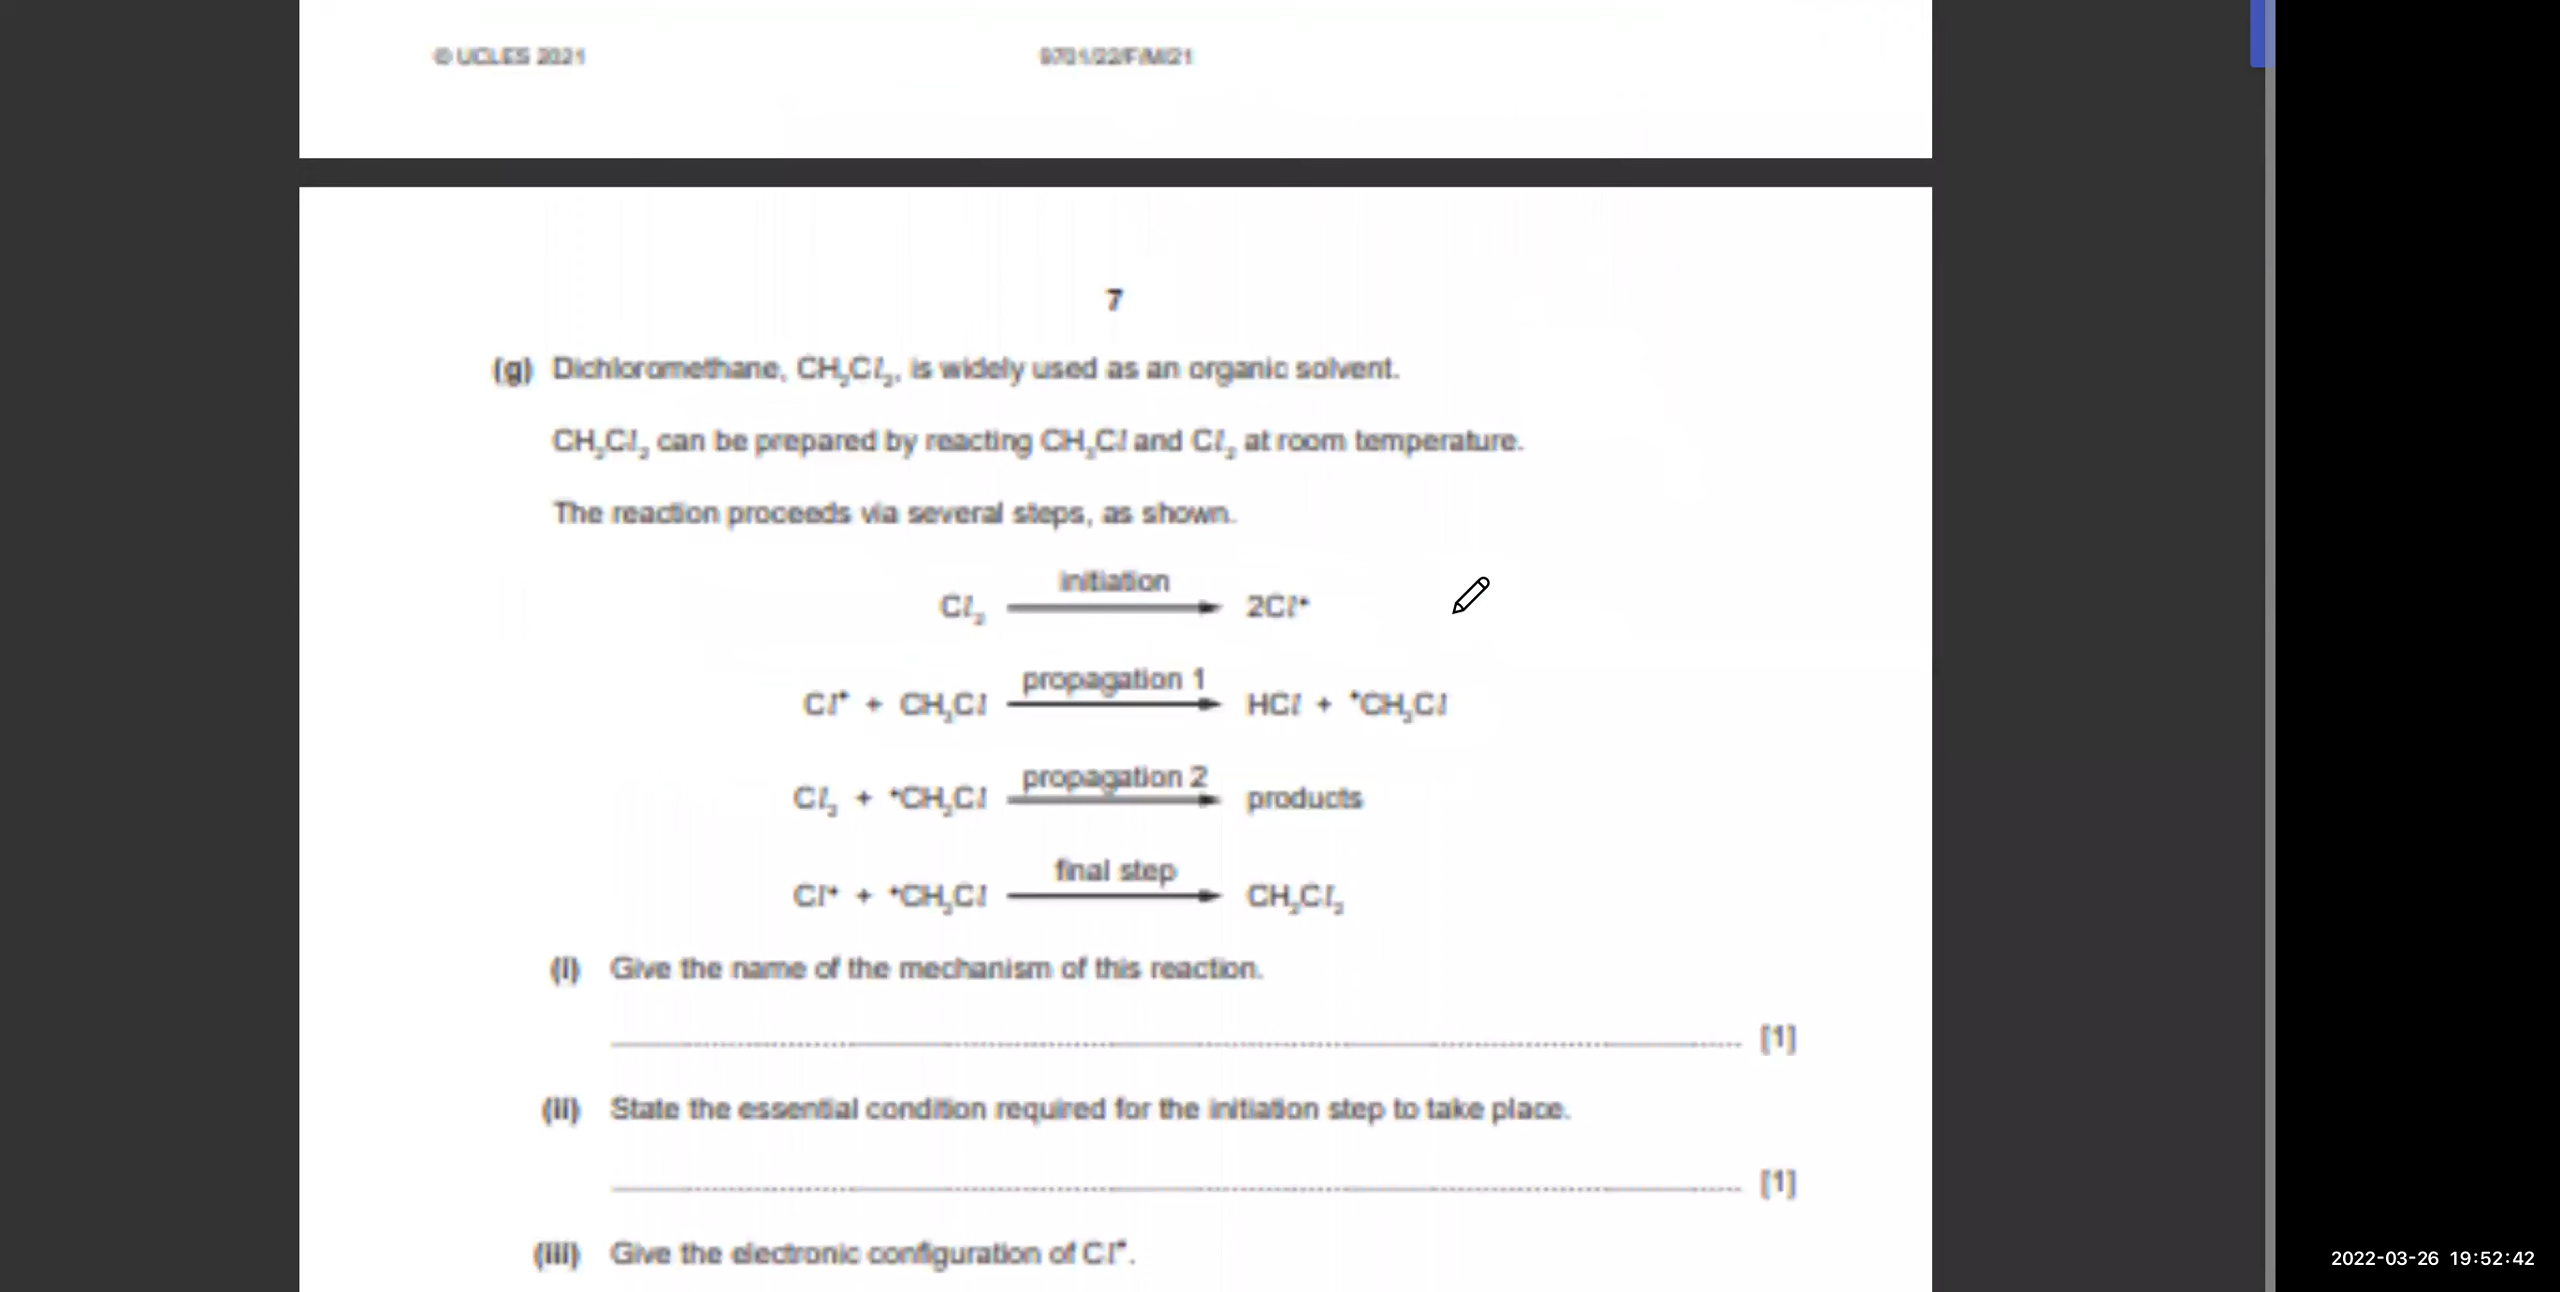 © UCLES 2021 9701/22/F/M/21
7
(g) Dichloromethane, CH₂Cl₂, is widely used as an organic solvent.
CH₂Cl₂ can be prepared by reacting CH₃Cl and Cl₂ at room temperature.
The reaction proceeds via several steps, as shown.
initiation
Cl₂ → 2Cl•
propagation 1
Cl• + CH₃Cl → HCl + •CH₂Cl
propagation 2
Cl₂ + •CH₂Cl → products
final step
Cl• + •CH₂Cl → CH₂Cl₂
(i) Give the name of the mechanism of this reaction.
[1]
(ii) State the essential condition required for the initiation step to take place.
[1]
(iii) Give the electronic configuration of Cl•.
2022-03-26 19:52:42